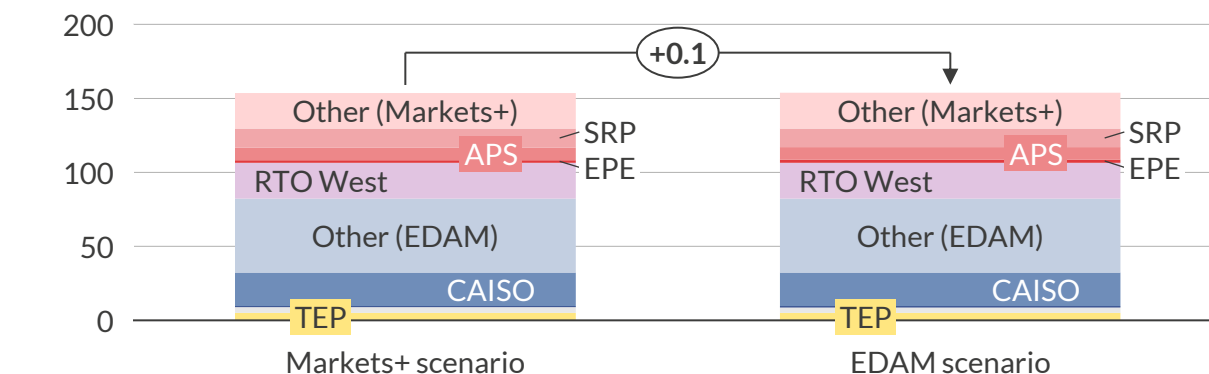 200
+0.1
150
Other (Markets+)
Other (Markets+)
SRP
SRP
APS
APS
EPE
EPE
100
RTO West
RTO West
Other (EDAM)
Other (EDAM)
50
CAISO
CAISO
TEP
TEP
0
Markets+ scenario
EDAM scenario